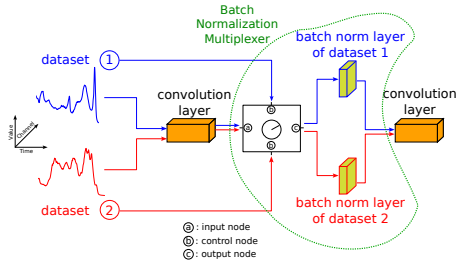 Batch
Normalization
Multiplexer
dataset 1
batch norm layer
of dataset 1
convolution
layer
convolution
layer
Value
Channel
Time
b
a
c
b
dataset 2
batch norm layer
of dataset 2
a : input node
b : control node
c : output node